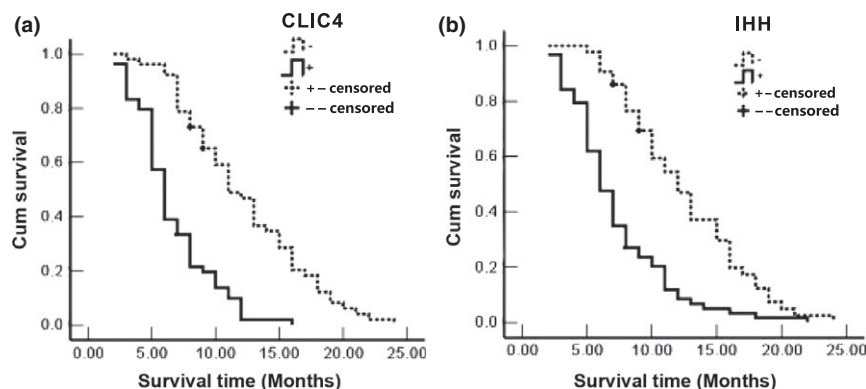 (a)
CLIC4
-
+
+-censored
--censored
Cum survival
1.0
0.8
0.6
0.4
0.2
0.0
0.00 5.00 10.00 15.00 20.00 25.00
Survival time (Months)
(b)
IHH
-
+
+-censored
--censored
Cum survival
1.0
0.8
0.6
0.4
0.2
0.0
0.00 5.00 10.00 15.00 20.00 25.00
Survival time (Months)